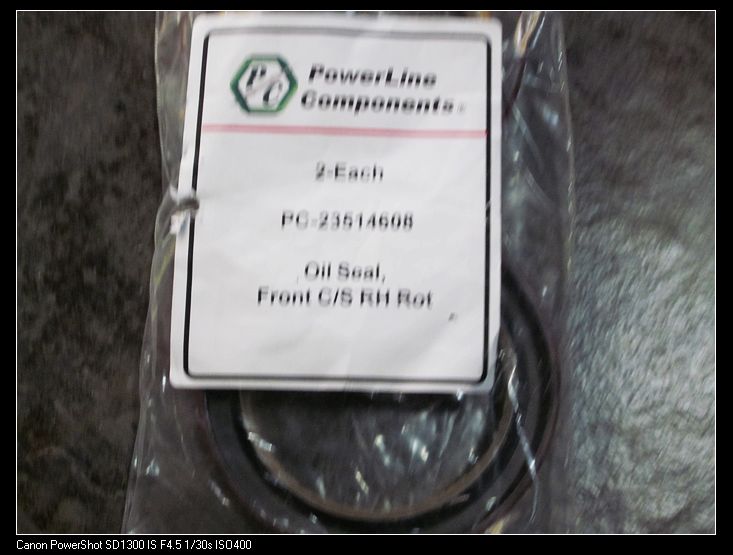 PC
PowerLine
Components
2-Each
PC-23514608
Oil Seal,
Front C/S RH Rot
Canon PowerShot SD1300 IS F4.5 1/30s ISO400